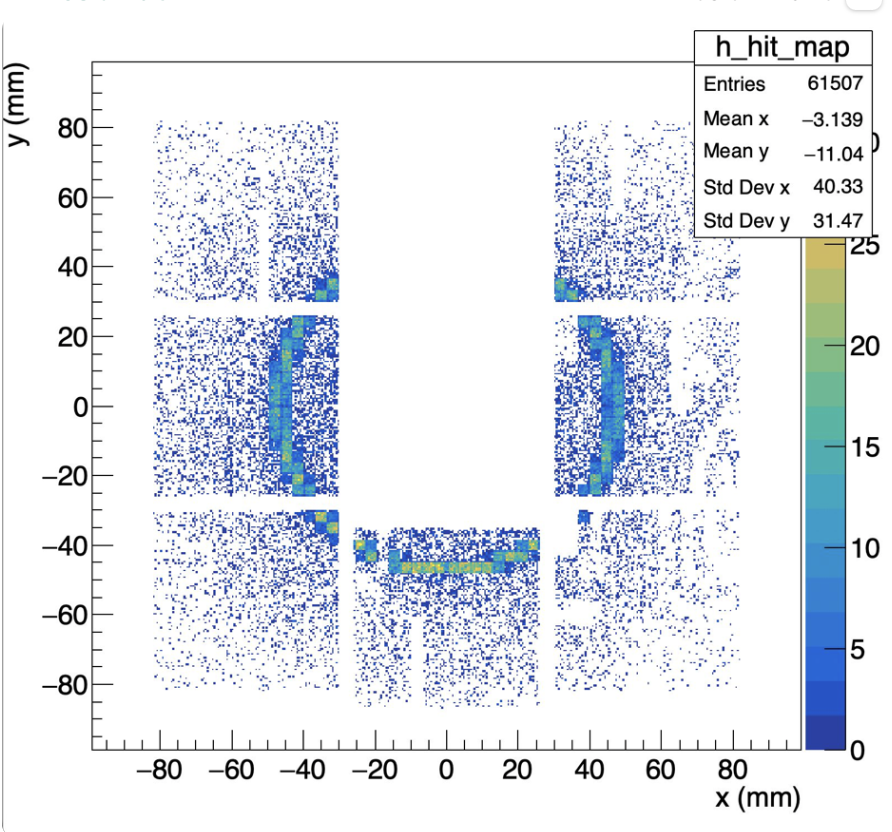 h_hit_map
Entries 61507
Mean x −3.139
Mean y −11.04
Std Dev x 40.33
Std Dev y 31.47
y (mm)
80
60
40
20
0
−20
−40
−60
−80
−80 −60 −40 −20 0 20 40 60 80
x (mm)
25
20
15
10
5
0